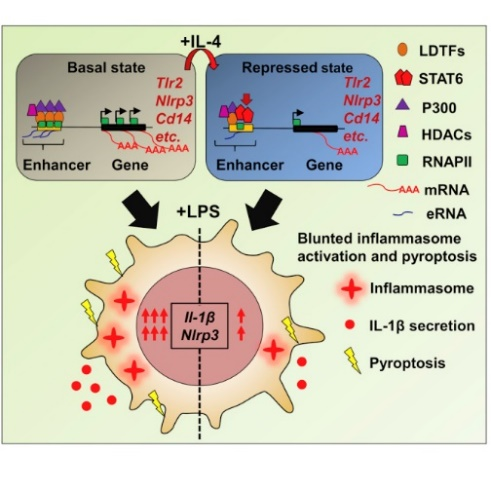 +IL-4
Basal state
Tlr2
Nlrp3
Cd14
etc.
AAA
AAA
AAA
Enhancer
Gene
Repressed state
Tlr2
Nlrp3
Cd14
etc.
AAA
Enhancer
Gene
LDTFs
STAT6
P300
HDACs
RNAPII
AAA mRNA
eRNA
+LPS
Il-1β
Nlrp3
Blunted inflammasome
activation and pyroptosis
Inflammasome
IL-1β secretion
Pyroptosis